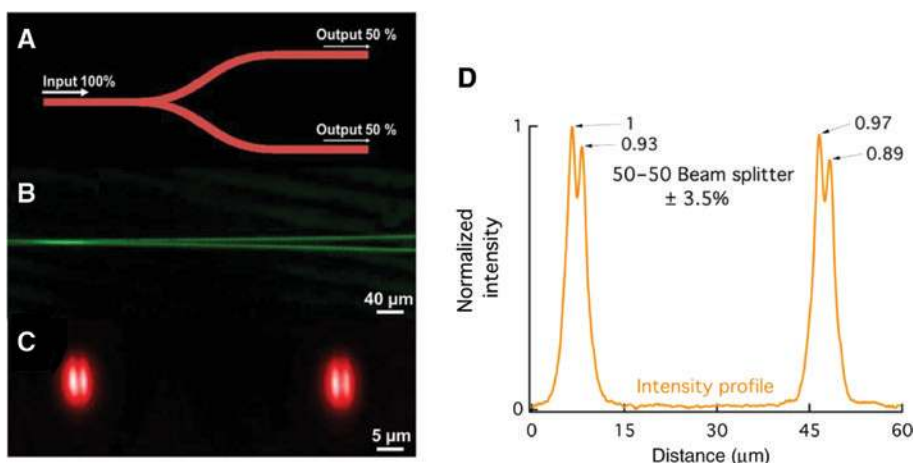 A
Output 50 %
Input 100%
Output 50 %
B
40 μm
C
5 μm
D
1
0.93
0.97
0.89
50–50 Beam splitter
± 3.5%
Normalized
intensity
1
0
Intensity profile
0
15
30
45
60
Distance (μm)